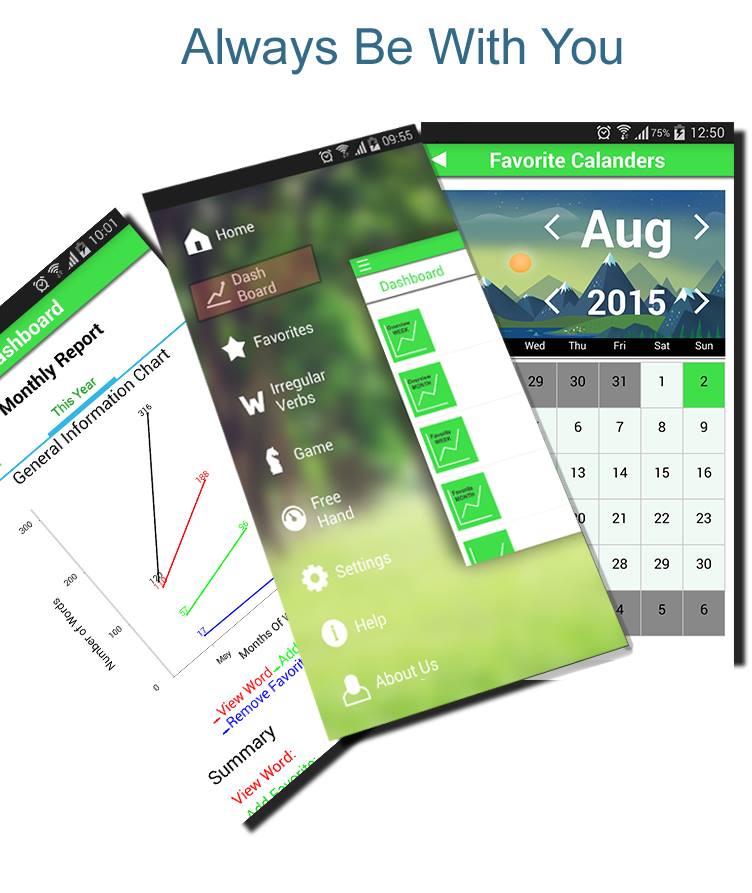 Always Be With You
10:01
ashboard
Monthly Report
This Year
General Information Chart
316
188
96
120
57
17
300
200
100
0
Number of Words
May
Months Of
View Word
Add
Remove Favorit
Summary
View Word:
Add Favorite:
09:55
Home
Dash
Board
Favorites
Irregular
Verbs
Game
Free
Hand
Settings
Help
About Us
Dashboard
Overview
WEEK
Overview
MONTH
Favorite
WEEK
Favorite
MONTH
75% 12:50
Favorite Calanders
Aug
2015
Wed Thu Fri Sat Sun
29 30 31 1 2
6 7 8 9
13 14 15 16
20 21 22 23
28 29 30
4 5 6